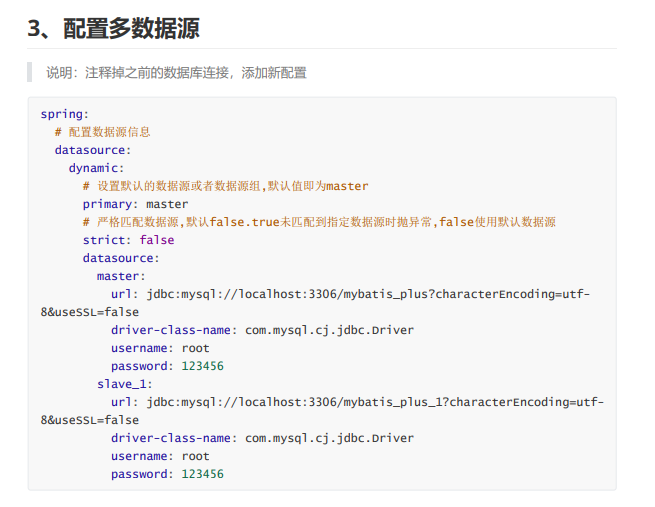 3、配置多数据源
说明：注释掉之前的数据库连接，添加新配置
spring:
  # 配置数据源信息
  datasource:
    dynamic:
      # 设置默认的数据源或者数据源组,默认值即为master
      primary: master
      # 严格匹配数据源,默认false.true未匹配到指定数据源时抛异常,false使用默认数据源
      strict: false
      datasource:
        master:
          url: jdbc:mysql://localhost:3306/mybatis_plus?characterEncoding=utf-
8&useSSL=false
          driver-class-name: com.mysql.cj.jdbc.Driver
          username: root
          password: 123456
        slave_1:
          url: jdbc:mysql://localhost:3306/mybatis_plus_1?characterEncoding=utf-
8&useSSL=false
          driver-class-name: com.mysql.cj.jdbc.Driver
          username: root
          password: 123456